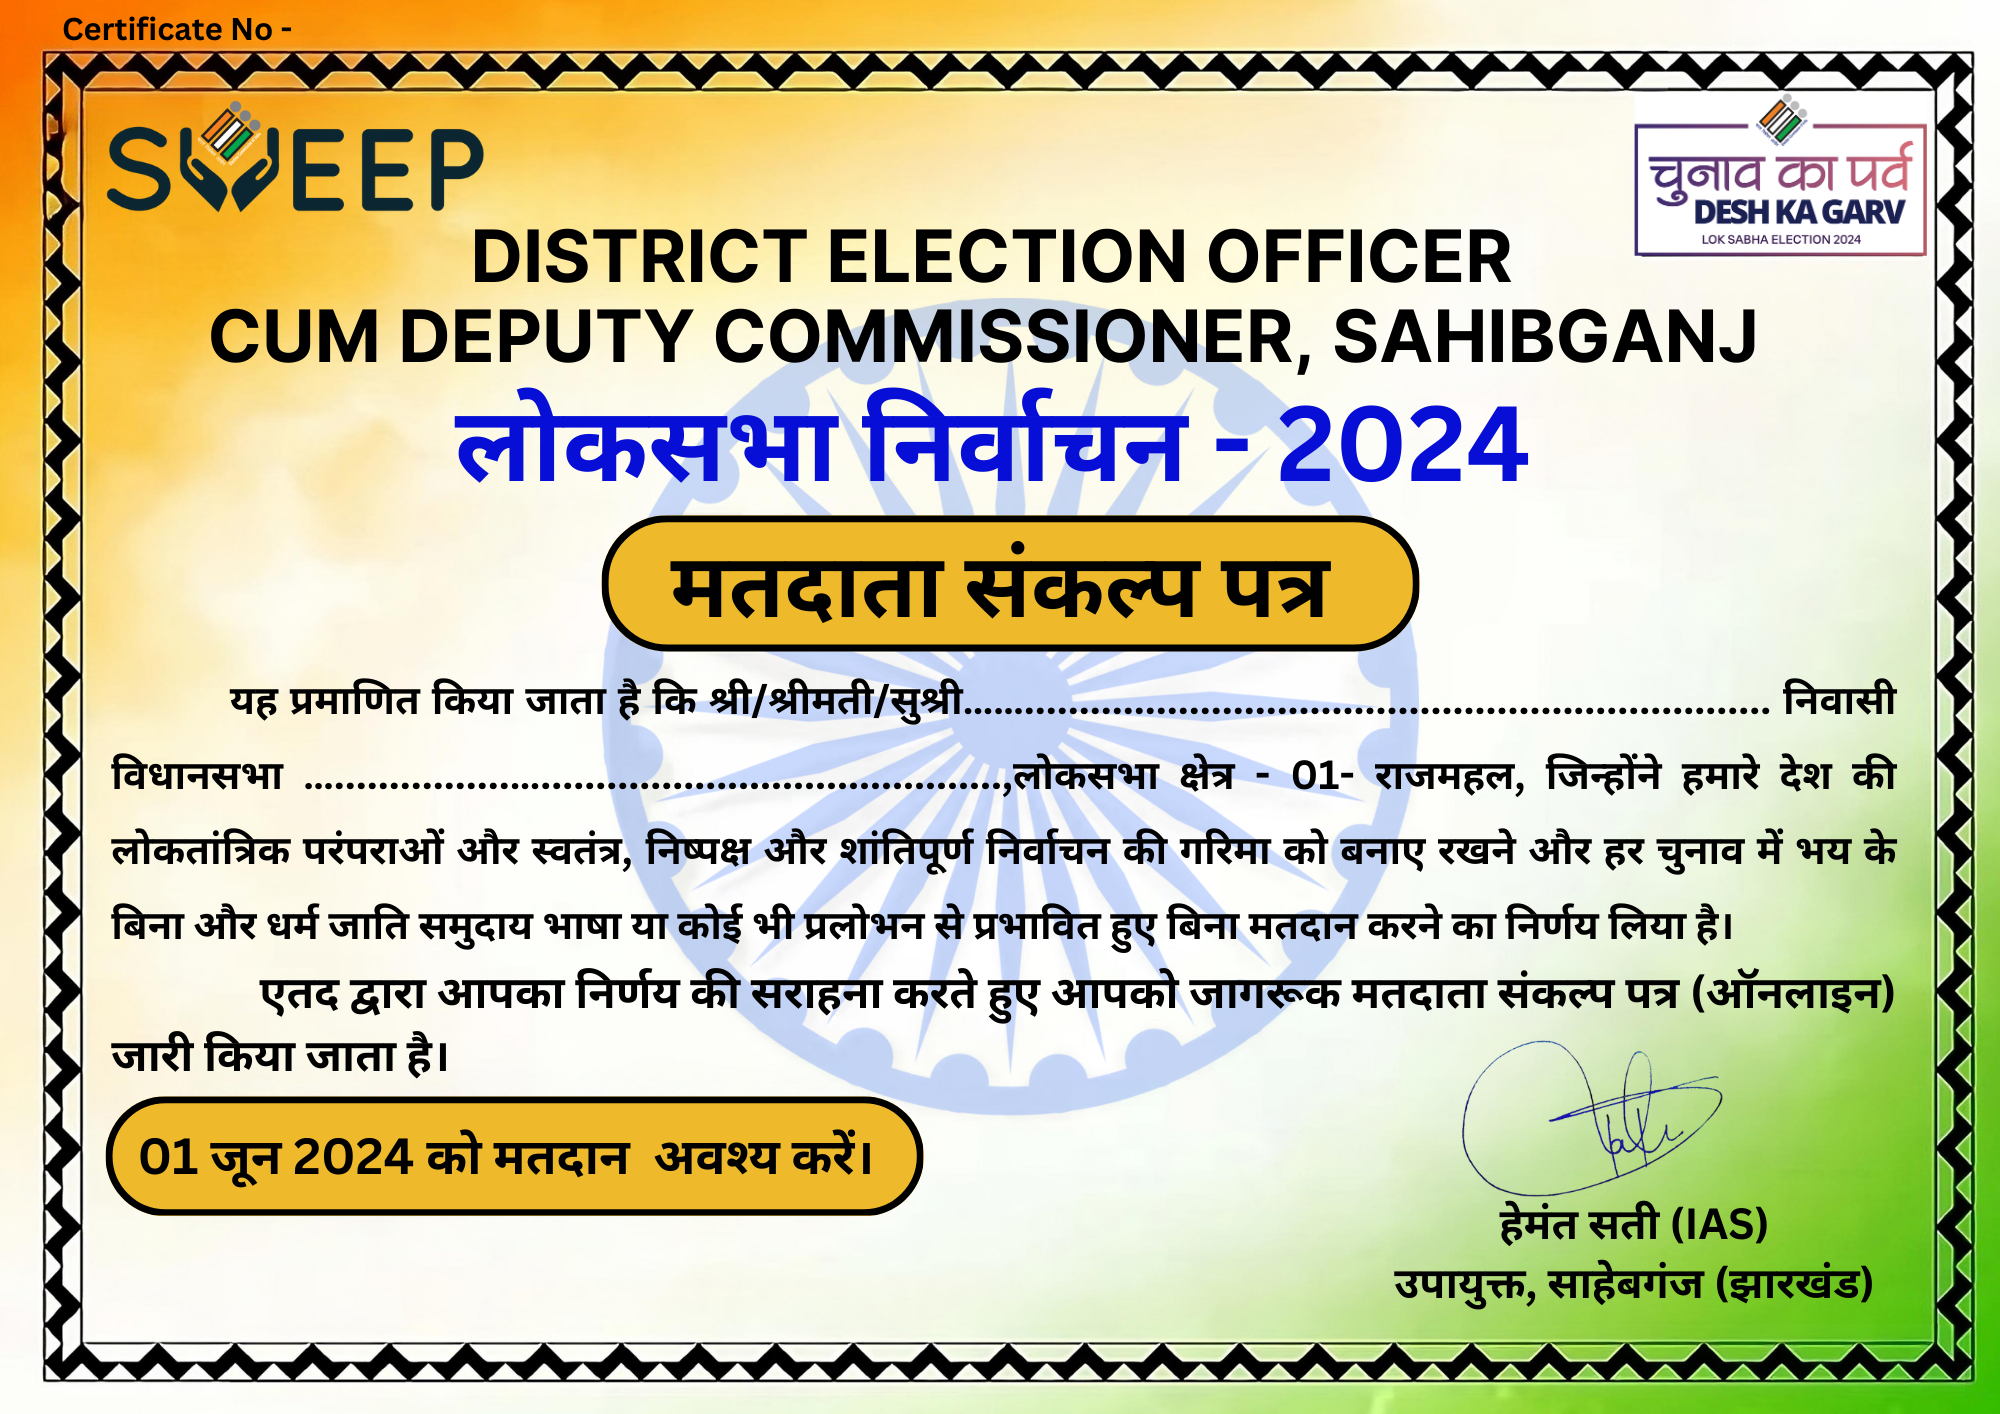 Certificate No -
SWEEP
चुनाव का पर्व
DESH KA GARV
LOK SABHA ELECTION 2024
DISTRICT ELECTION OFFICER
CUM DEPUTY COMMISSIONER, SAHIBGANJ
लोकसभा निर्वाचन - 2024
मतदाता संकल्प पत्र
यह प्रमाणित किया जाता है कि श्री/श्रीमती/सुश्री................................................................................ निवासी
विधानसभा .....................................................................,लोकसभा क्षेत्र - 01- राजमहल, जिन्होंने हमारे देश की
लोकतांत्रिक परंपराओं और स्वतंत्र, निष्पक्ष और शांतिपूर्ण निर्वाचन की गरिमा को बनाए रखने और हर चुनाव में भय के
बिना और धर्म जाति समुदाय भाषा या कोई भी प्रलोभन से प्रभावित हुए बिना मतदान करने का निर्णय लिया है।
एतद द्वारा आपका निर्णय की सराहना करते हुए आपको जागरूक मतदाता संकल्प पत्र (ऑनलाइन)
जारी किया जाता है।
01 जून 2024 को मतदान अवश्य करें।
हेमंत सती (IAS)
उपायुक्त, साहेबगंज (झारखंड)